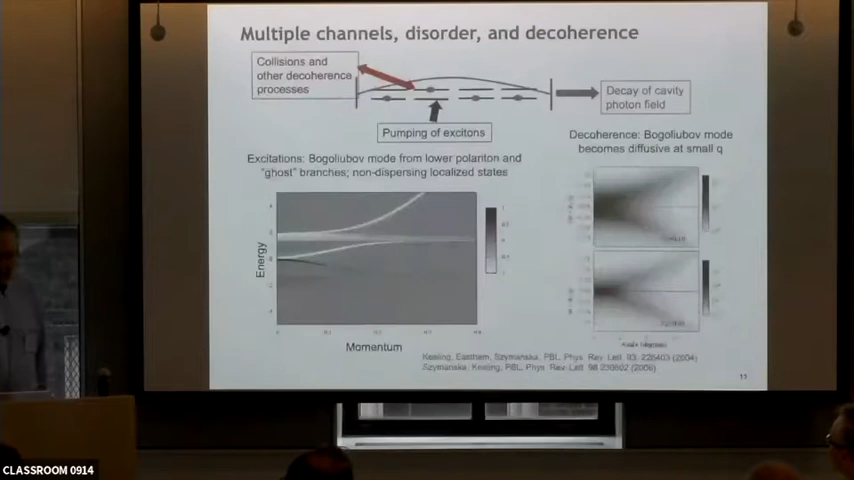 Multiple channels, disorder, and decoherence
Collisions and
other decoherence
processes
Decay of cavity
photon field
Pumping of excitons
Excitations: Bogoliubov mode from lower polariton and
"ghost" branches; non-dispersing localized states
Decoherence: Bogoliubov mode
becomes diffusive at small q
Energy
Momentum
Keeling, Eastham, Szymanska, PBL, Phys. Rev. Lett. 93, 226403 (2004)
Szymanska, Keeling, PBL, Phys. Rev. Lett. 98 230602 (2006)
11
CLASSROOM 0914